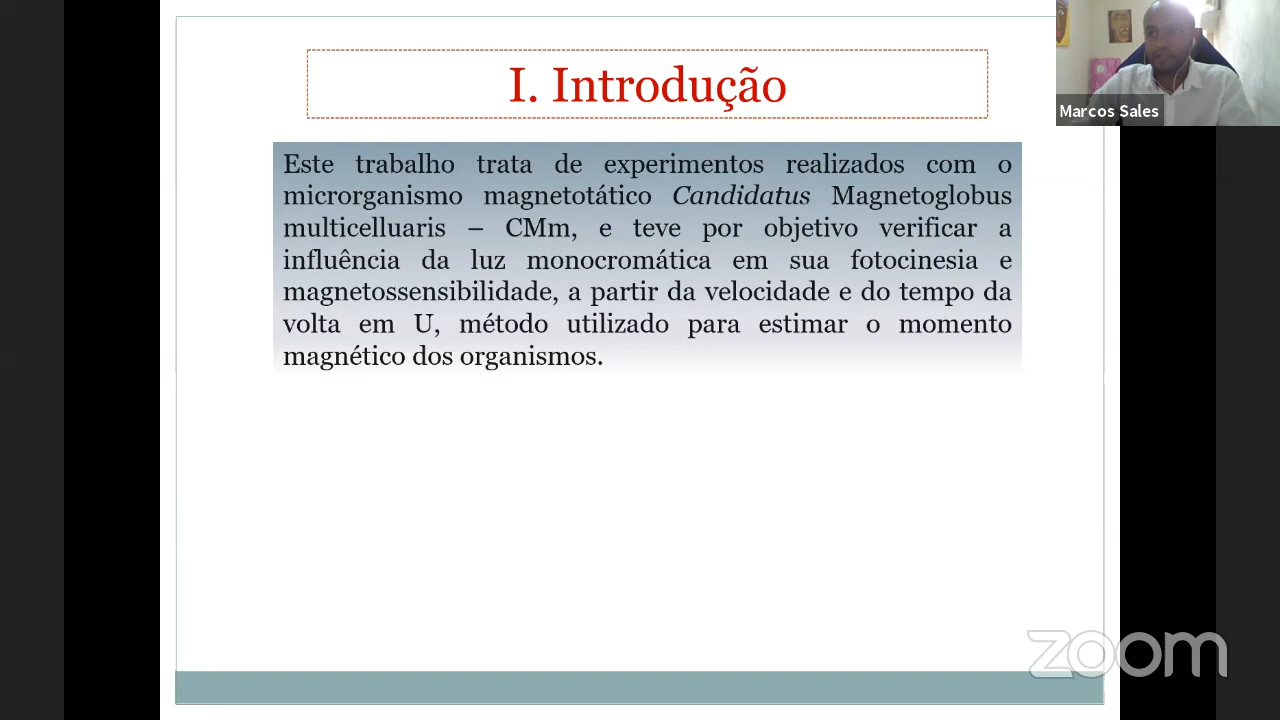 I. Introdução
Marcos Sales
Este trabalho trata de experimentos realizados com o
microrganismo magnetotático Candidatus Magnetoglobus
multicelluaris – CMm, e teve por objetivo verificar a
influência da luz monocromática em sua fotocinesia e
magnetossensibilidade, a partir da velocidade e do tempo da
volta em U, método utilizado para estimar o momento
magnético dos organismos.
zoom